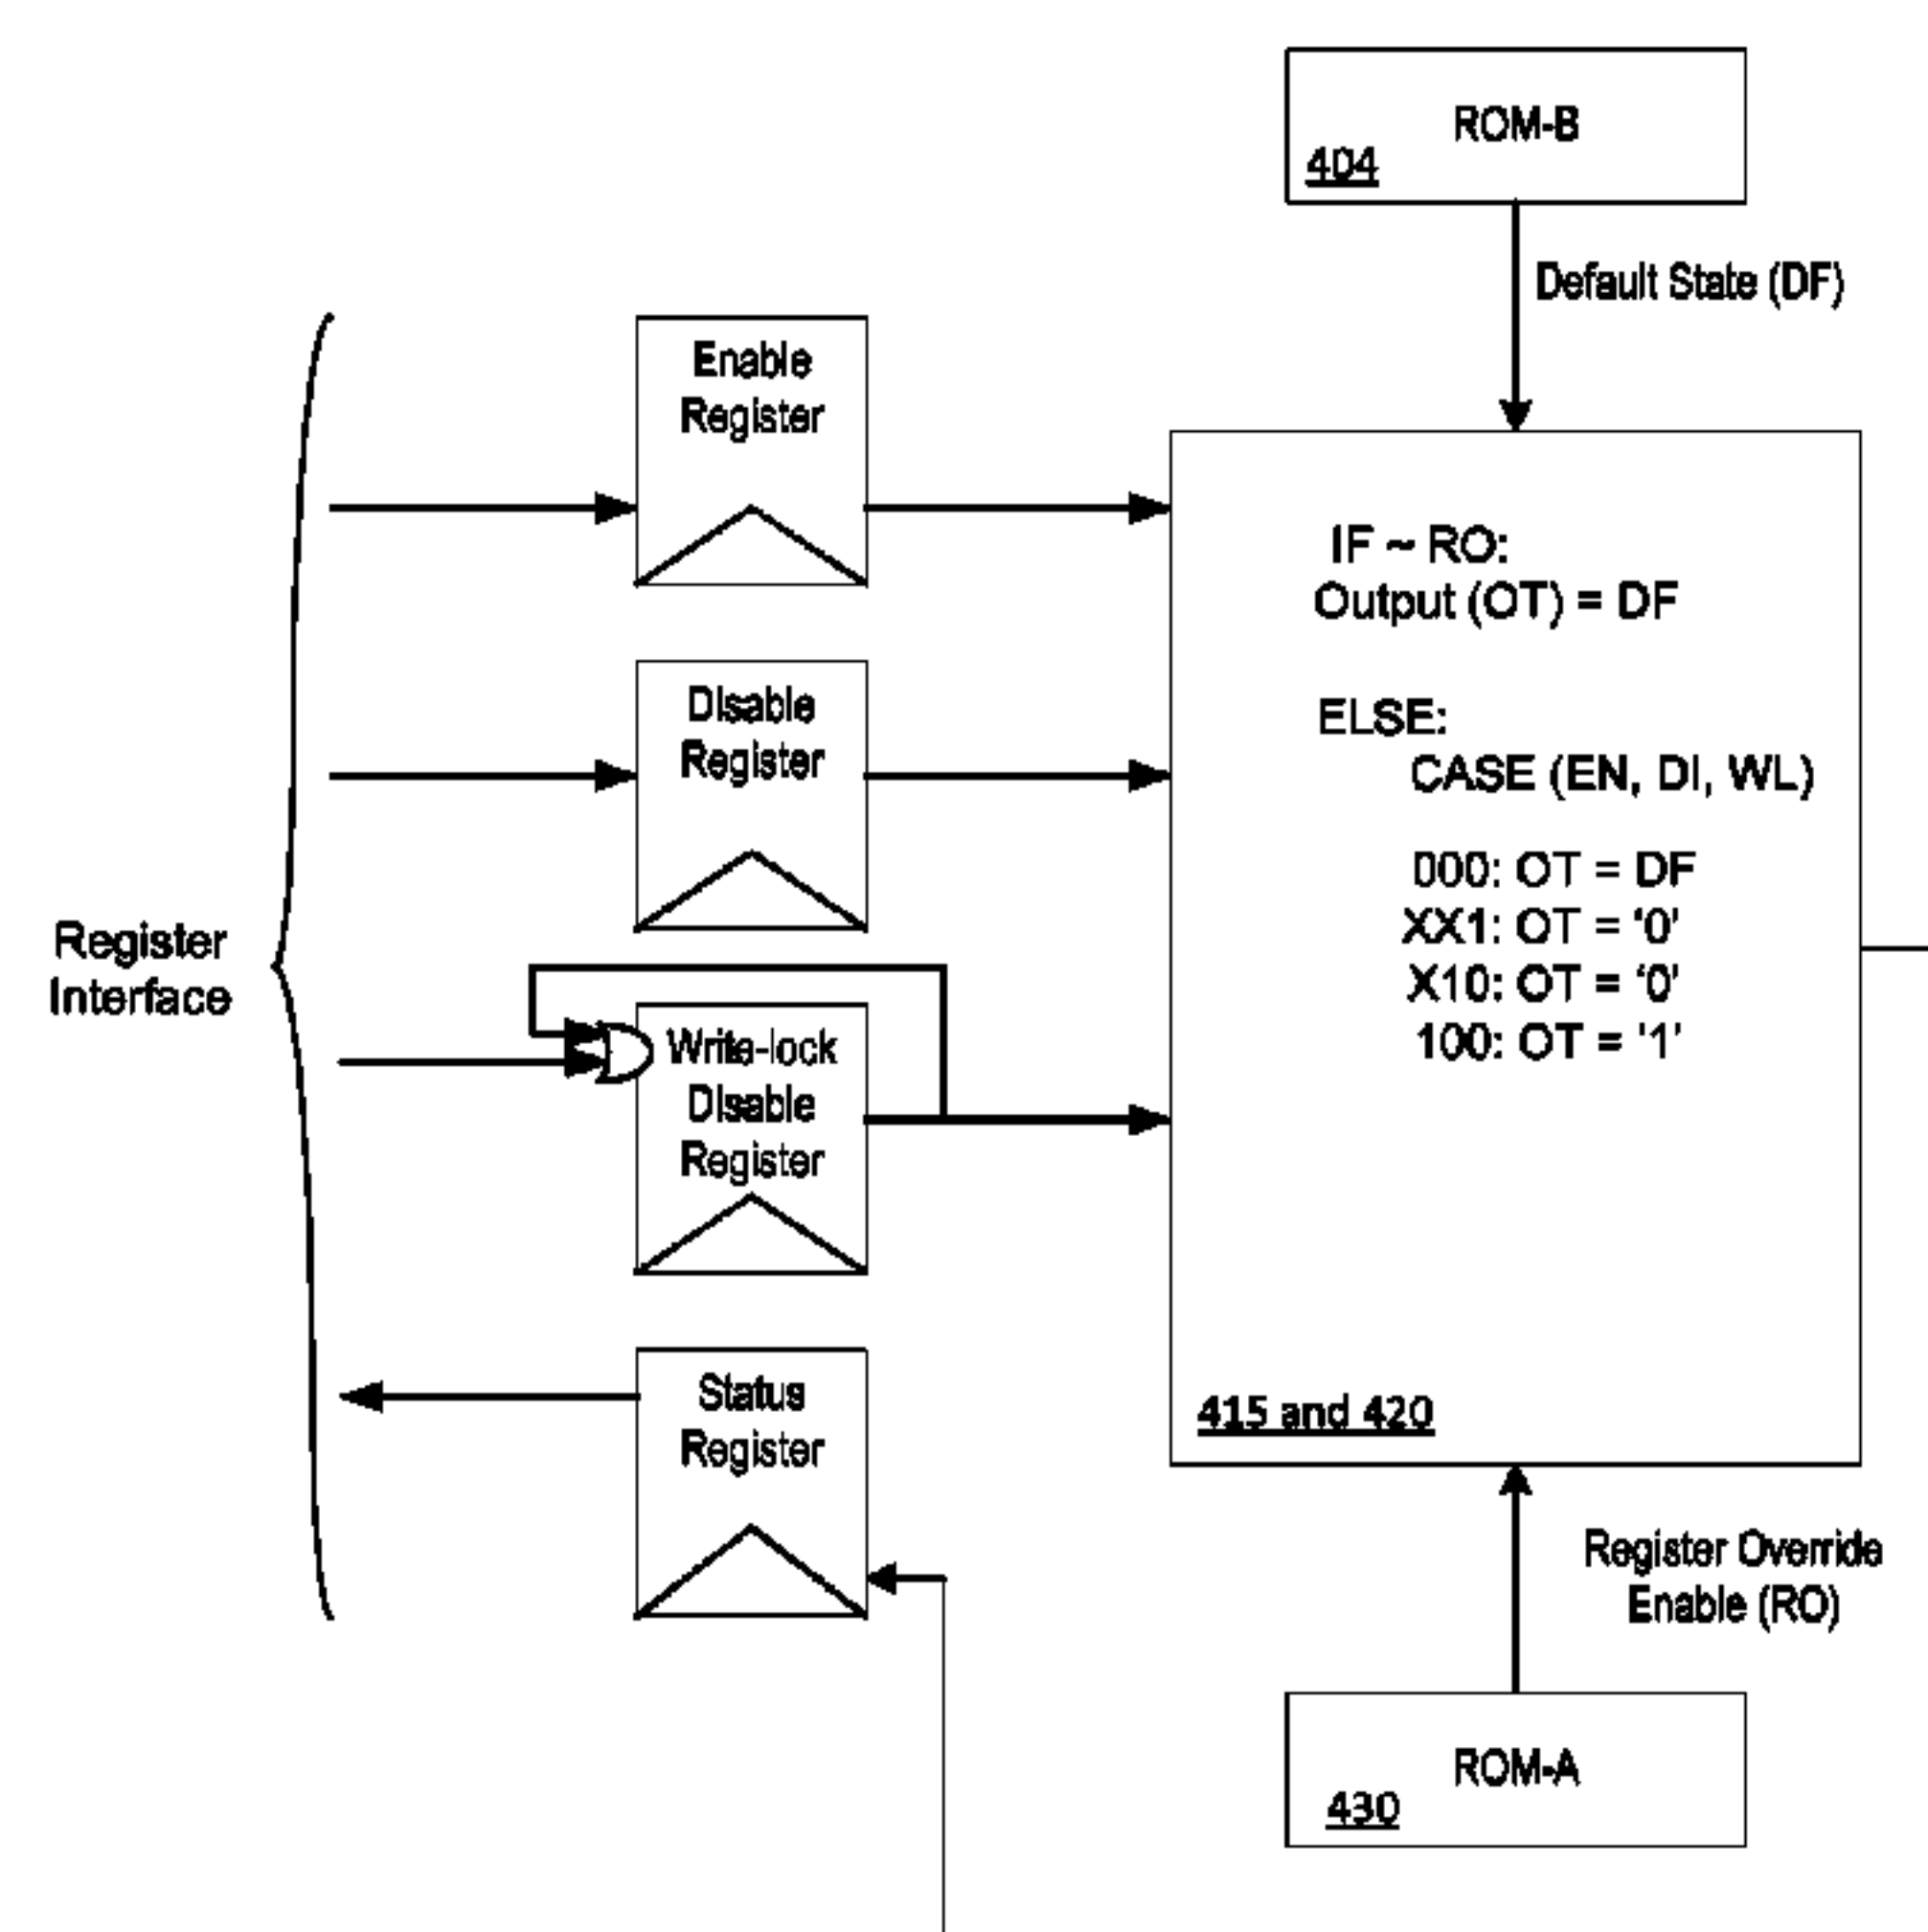 ROM-B
404
Default State (DF)
Enable
Register
Disable
Register
Register
Interface
Write-lock
Disable
Register
Status
Register
IF ~ RO:
Output (OT) = DF
ELSE:
CASE (EN, DI, WL)
000: OT = DF
XX1: OT = ‘0’
X10: OT = ‘0’
100: OT = ‘1’
415 and 420
Register Override
Enable (RO)
ROM-A
430